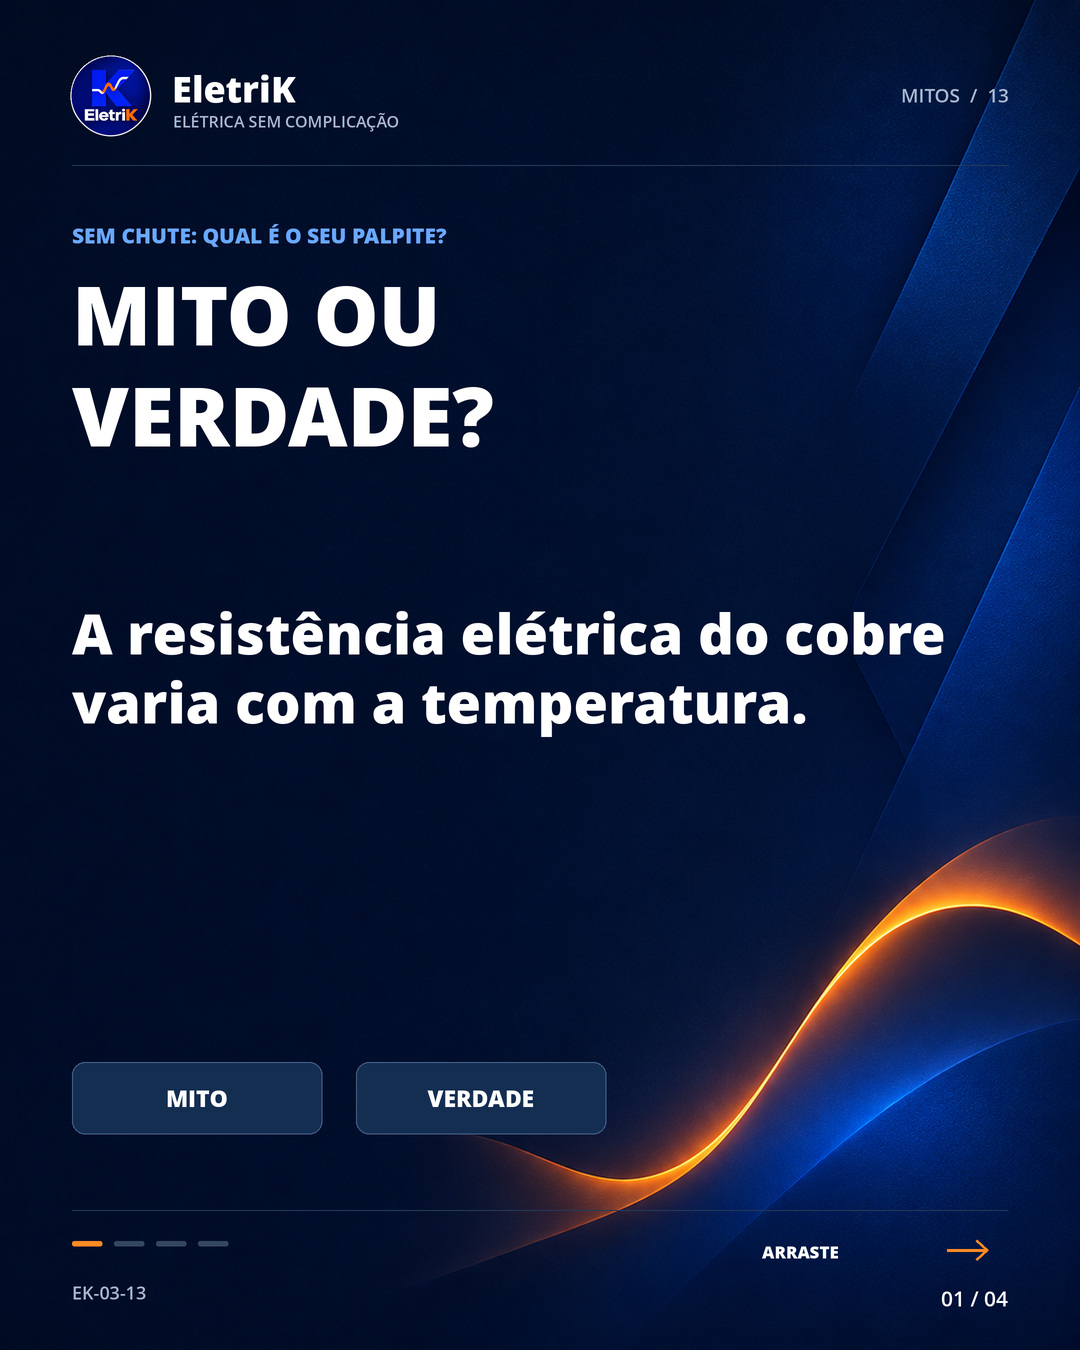 EletriK
EletriK
ELÉTRICA SEM COMPLICAÇÃO
MITOS / 13
SEM CHUTE: QUAL É O SEU PALPITE?
MITO OU
VERDADE?
A resistência elétrica do cobre
varia com a temperatura.
MITO
VERDADE
ARRASTE
EK-03-13
01 / 04